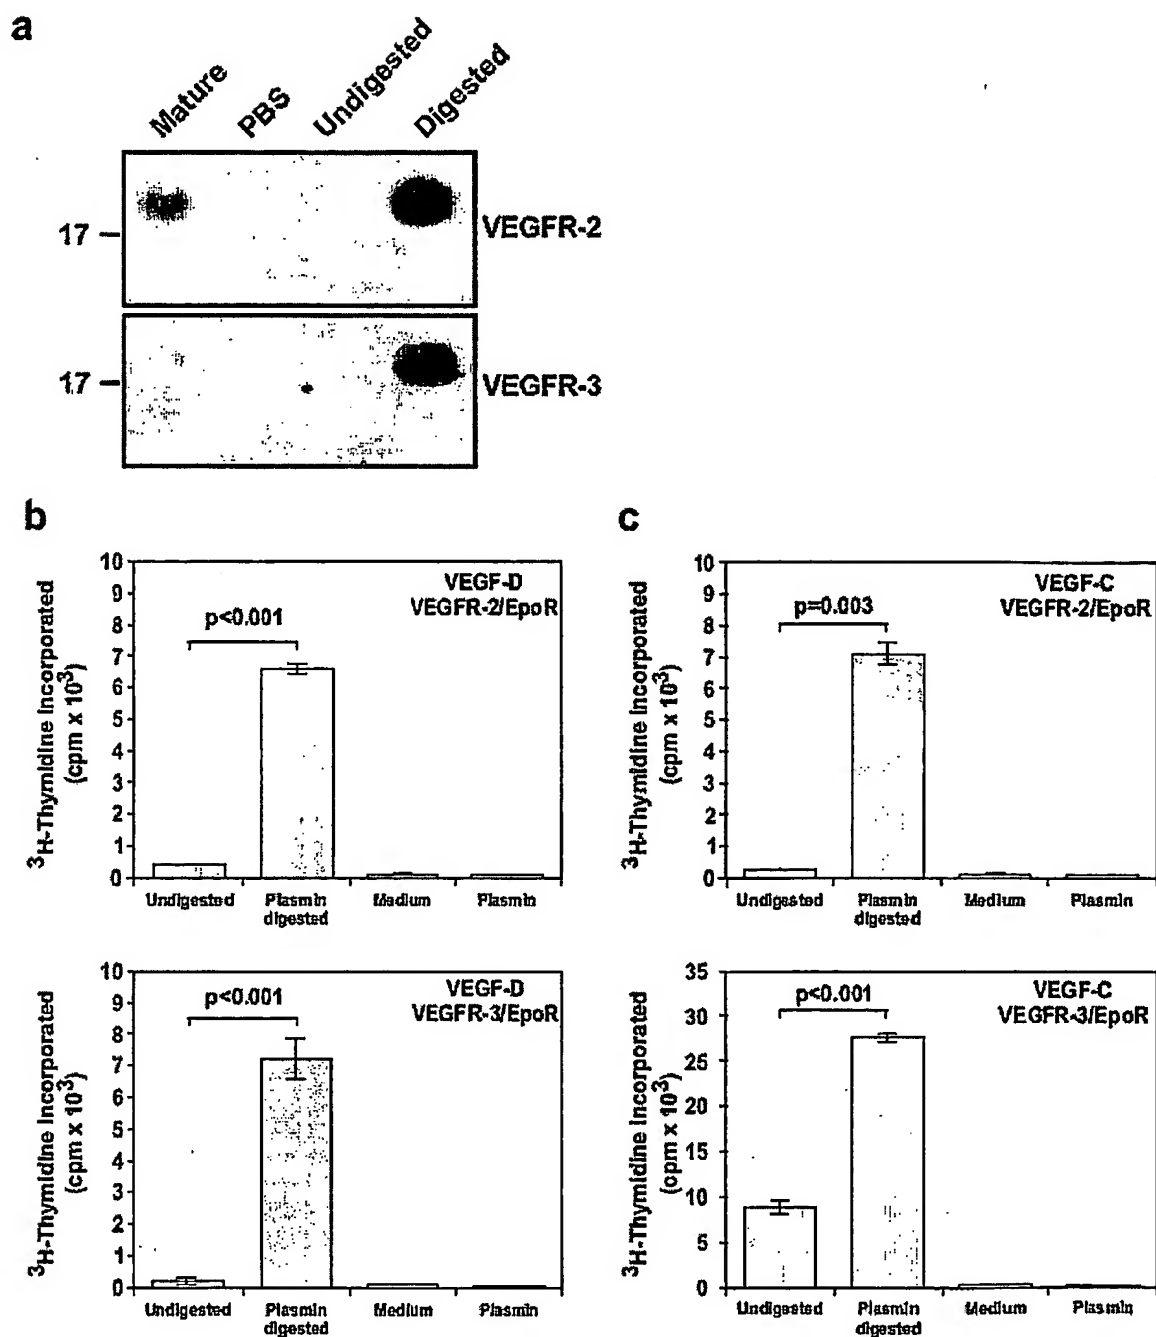 a
Mature PBS Undigested Digested
17
VEGFR-2
17
VEGFR-3
b
10
9
8
7
6
5
4
3
2
1
0
³H-Thymidine Incorporated
(cpm x 10³)
VEGF-D
VEGFR-2/EpoR
p<0.001
Undigested Plasmin Medium Plasmin
digested
c
10
9
8
7
6
5
4
3
2
1
0
³H-Thymidine Incorporated
(cpm x 10³)
VEGF-C
VEGFR-2/EpoR
p=0.003
Undigested Plasmin Medium Plasmin
digested
10
9
8
7
6
5
4
3
2
1
0
³H-Thymidine Incorporated
(cpm x 10³)
VEGF-D
VEGFR-3/EpoR
p<0.001
Undigested Plasmin Medium Plasmin
digested
35
30
25
20
15
10
5
0
³H-Thymidine Incorporated
(cpm x 10³)
VEGF-C
VEGFR-3/EpoR
p<0.001
Undigested Plasmin Medium Plasmin
digested